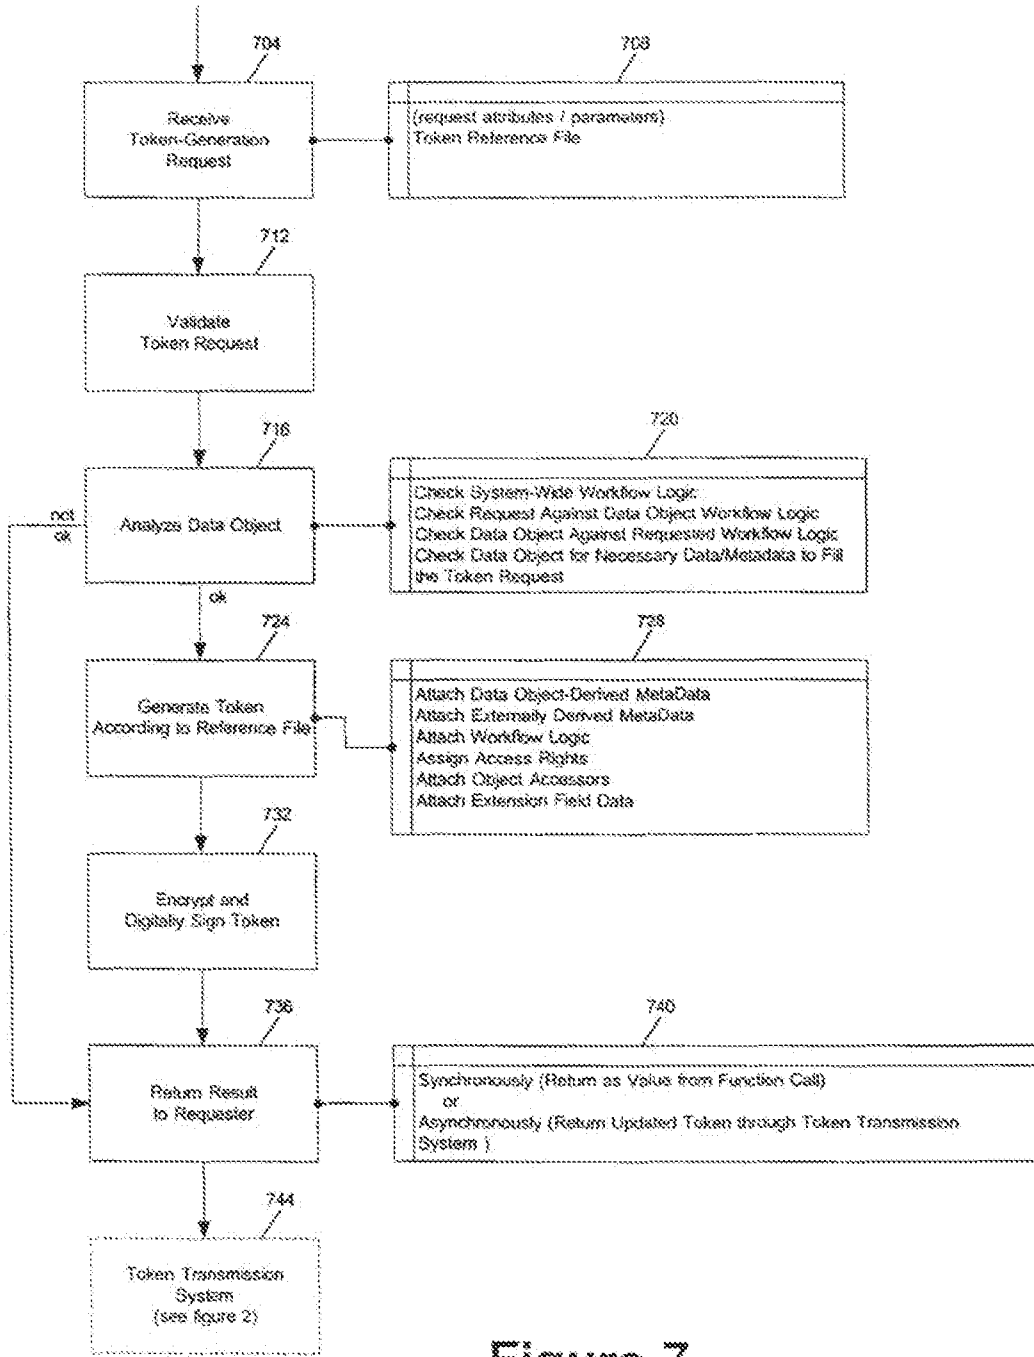 704
708
Receive
Token-Generation
Request
(request attributes / parameters)
Token Reference File
712
Validate
Token Request
716
720
not
ok
Analyze Data Object
Check System-Wide Workflow Logic
Check Request Against Data Object Workflow Logic
Check Data Object Against Requested Workflow Logic
Check Data Object for Necessary Data/Metadata to Fill
the Token Request
ok
724
728
Generate Token
According to Reference File
Attach Data Object-Derived MetaData
Attach Externally Derived MetaData
Attach Workflow Logic
Assign Access Rights
Attach Object Accessors
Attach Extension Field Data
732
Encrypt and
Digitally Sign Token
736
740
Return Result
to Requester
Synchronously (Return as Value from Function Call)
or
Asynchronously (Return Updated Token through Token Transmission
System )
744
Token Transmission
System
(see figure 2)
Figure 7